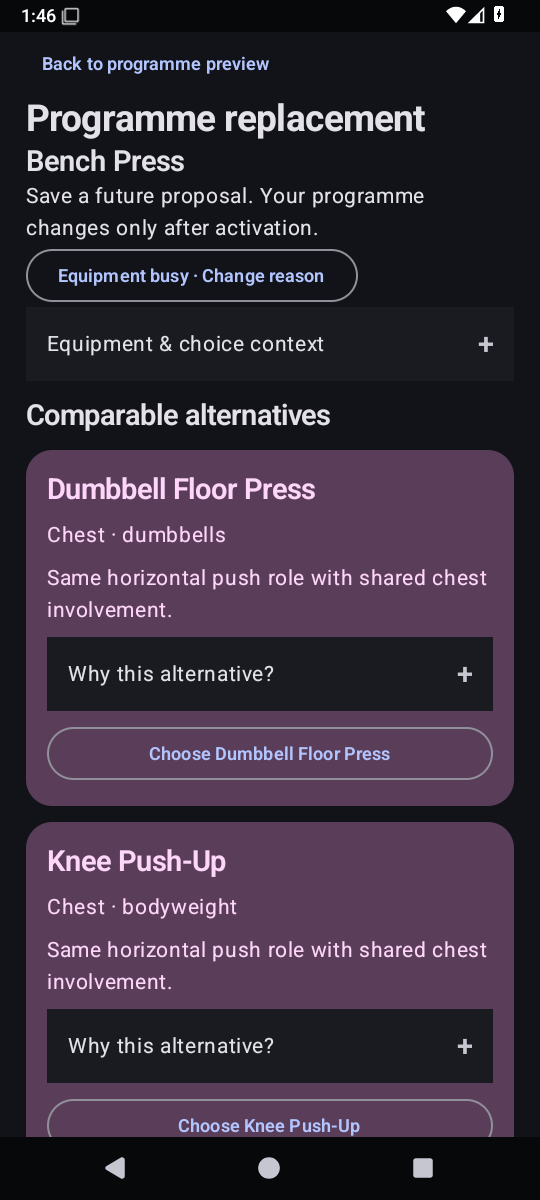 1:46
Back to programme preview
Programme replacement
Bench Press
Save a future proposal. Your programme
changes only after activation.
Equipment busy · Change reason
Equipment & choice context +
Comparable alternatives
Dumbbell Floor Press
Chest · dumbbells
Same horizontal push role with shared chest
involvement.
Why this alternative? +
Choose Dumbbell Floor Press
Knee Push-Up
Chest · bodyweight
Same horizontal push role with shared chest
involvement.
Why this alternative? +
Choose Knee Push-Up